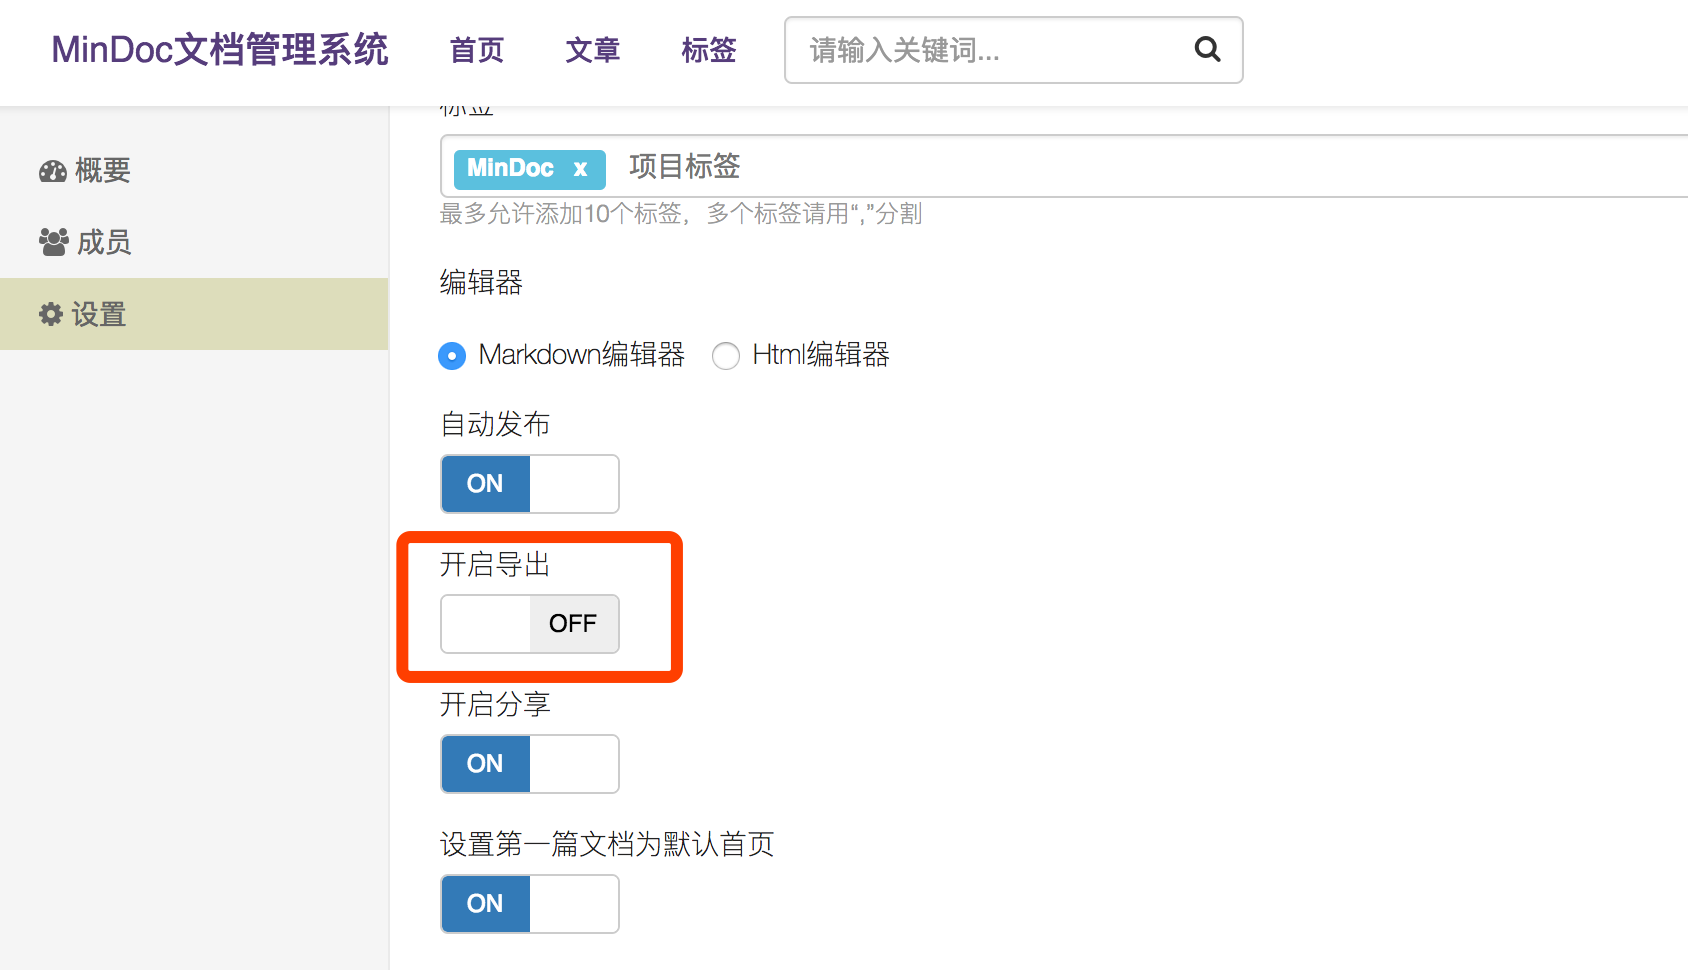 MinDoc文档管理系统 首页 文章 标签 请输入关键词...
标签
概要
成员
设置
MinDoc x 项目标签
最多允许添加10个标签，多个标签请用“,”分割
编辑器
Markdown编辑器 Html编辑器
自动发布
ON
开启导出
OFF
开启分享
ON
设置第一篇文档为默认首页
ON